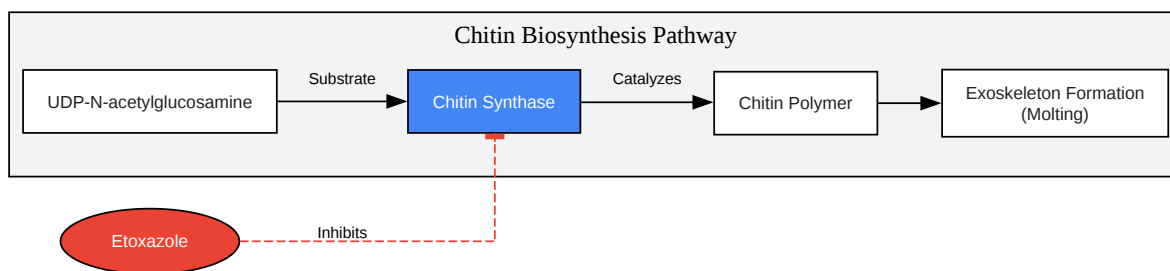 Chitin Biosynthesis Pathway
UDP-N-acetylglucosamine
Substrate
Chitin Synthase
Catalyzes
Chitin Polymer
Exoskeleton Formation
(Molting)
Etoxazole
Inhibits